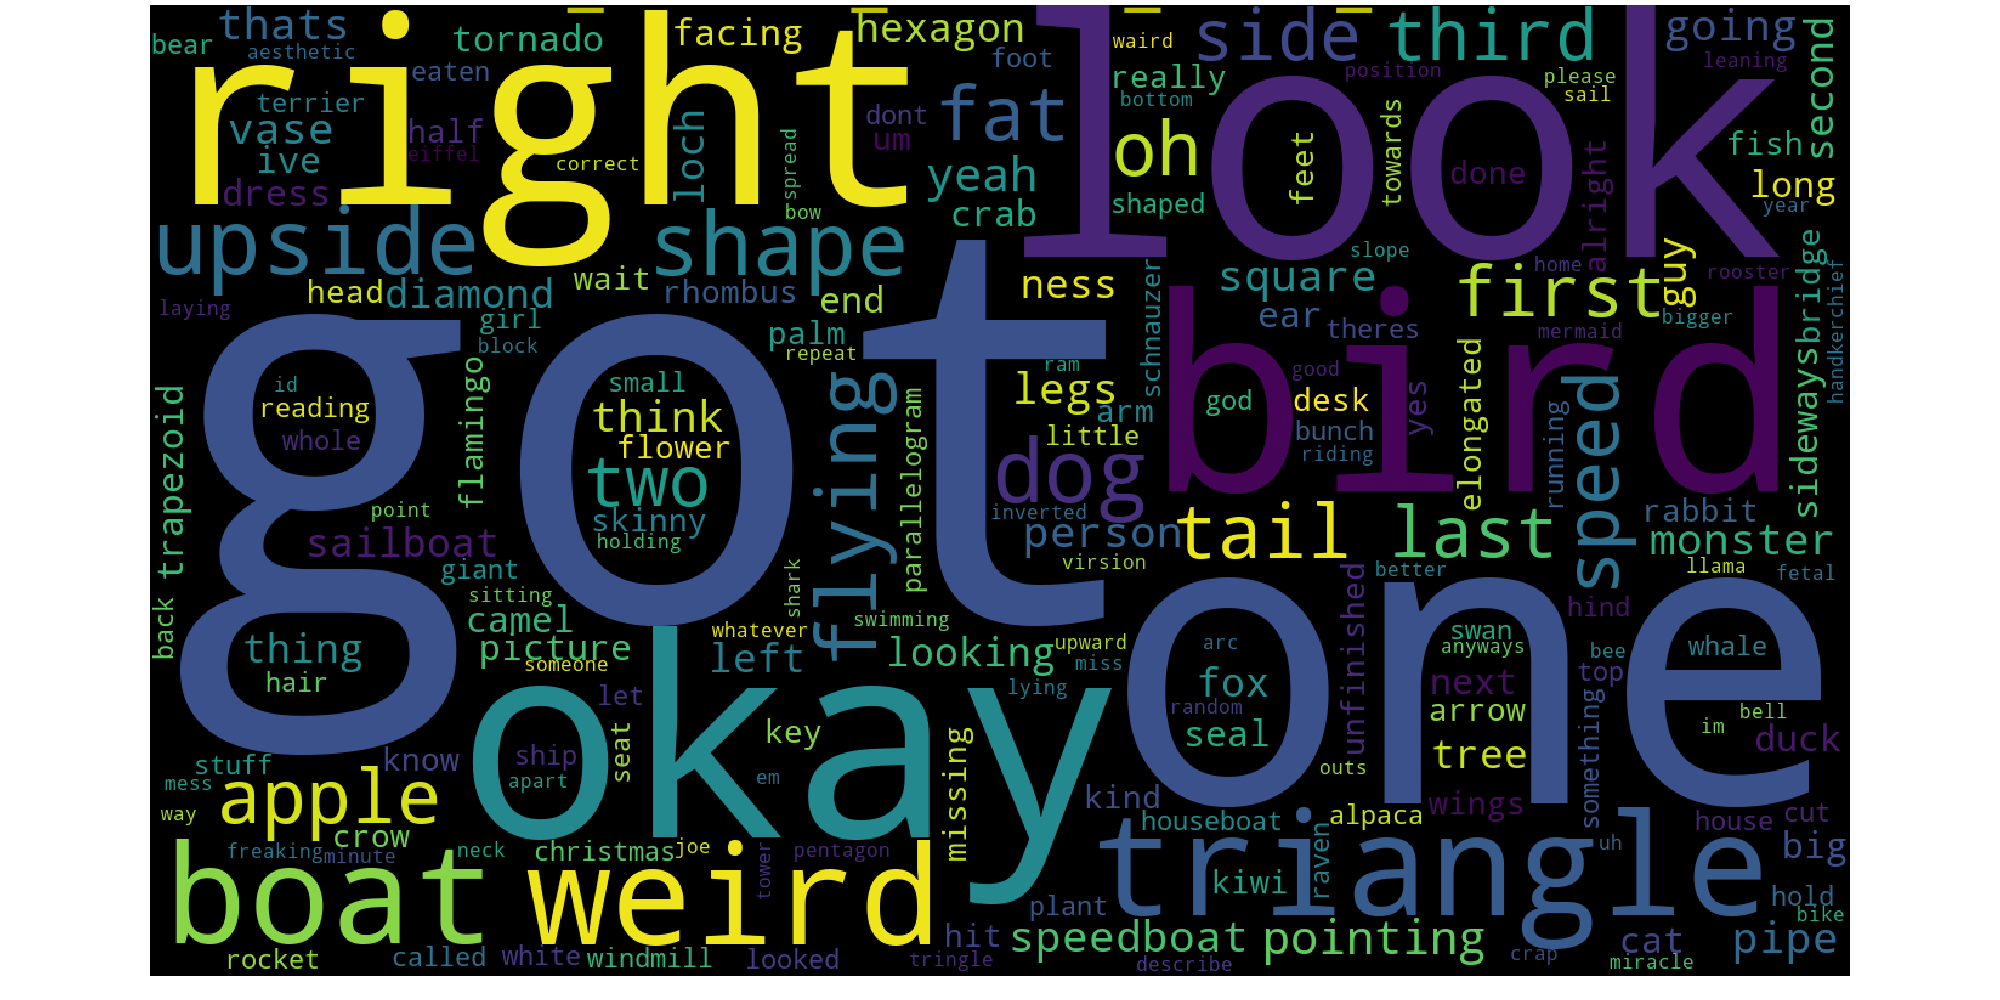 thats
bear
aesthetic
tornado
eaten
facing
hexagon
foot
waird
side
third
going
second
leaning
position
please
sail
really
bottom
right
look
terrier
vase
half
ive
eiffel
dress
correct
loch
spread
bow
dont
um
fat
yeah
crab
oh
shaped
feet
towards
done
alright
fish
long
year
upside
shape
wait
head
diamond
rhombus
end
ness
schnauzer
square
slope
home
first
guy
rooster
bridge
handkerchief
laying
girl
block
palm
repeat
ear
theres
mermaid
bigger
got
bird
id
reading
whole
flamingo
small
think
flower
two
skinny
holding
flying
parallelogram
ram
legs
arm
little
dog
god
good
desk
bunch
riding
yes
elongated
running
speed
sideways
trapezoid
back
point
sailboat
giant
sitting
camel
picture
someone
shark
whatever
swimming
inverted
person
virsion
tail
last
better
rabbit
monster
llama
fetal
hind
thing
hair
let
left
looking
upward
miss
lying
okay
one
arc
fox
random
seal
unfinished
swan
anyways
next
arrow
tree
bee
top
something
whale
im
bell
duck
stuff
mess
way
know
ship
apart
seat
key
em
missing
outs
apple
crow
kind
houseboat
alpaca
wings
house
cut
big
uh
freaking
minute
neck
christmas
joe
tower
pentagon
boat
weird
triangle
raven
kiwi
plant
hold
bike
rocket
called
white
windmill
looked
hit
tringle
speedboat
describe
pointing
crap
cat
miracle
pipe